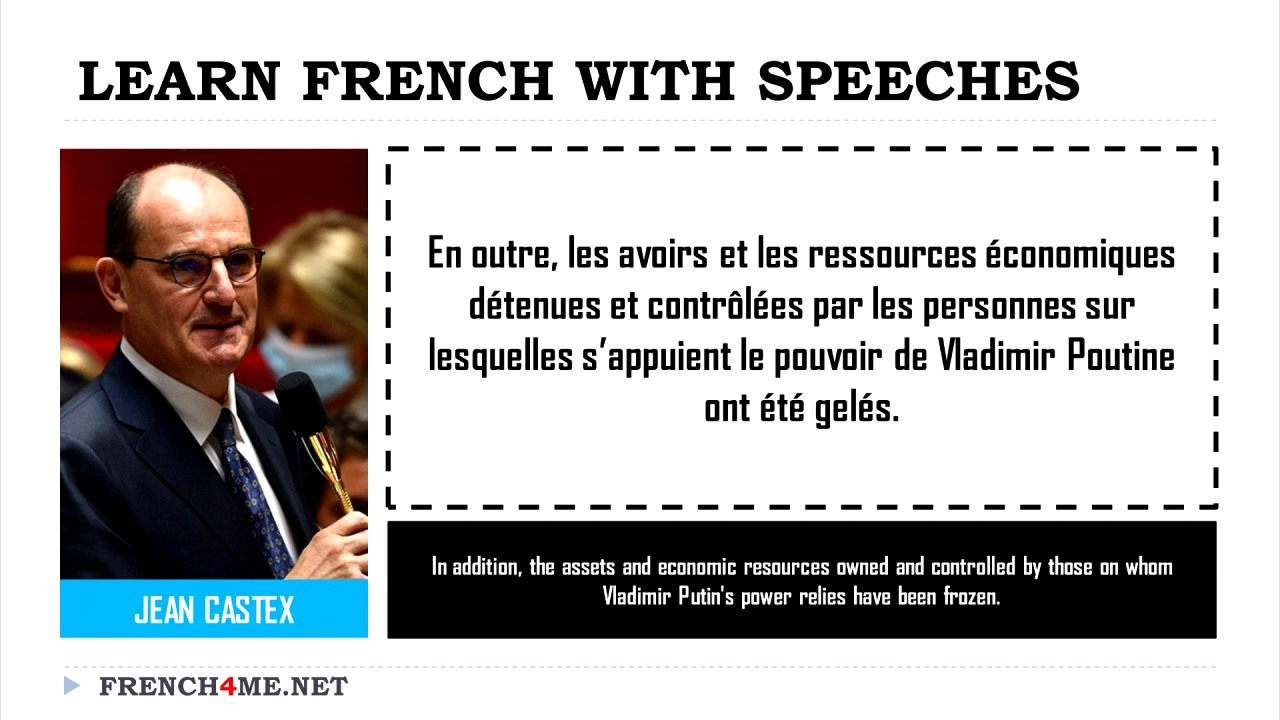 LEARN FRENCH WITH SPEECHES
En outre, les avoirs et les ressources économiques
détenues et contrôlées par les personnes sur
lesquelles s’appuient le pouvoir de Vladimir Poutine
ont été gelés.
In addition, the assets and economic resources owned and controlled by those on whom
Vladimir Putin's power relies have been frozen.
JEAN CASTEX
FRENCH4ME.NET